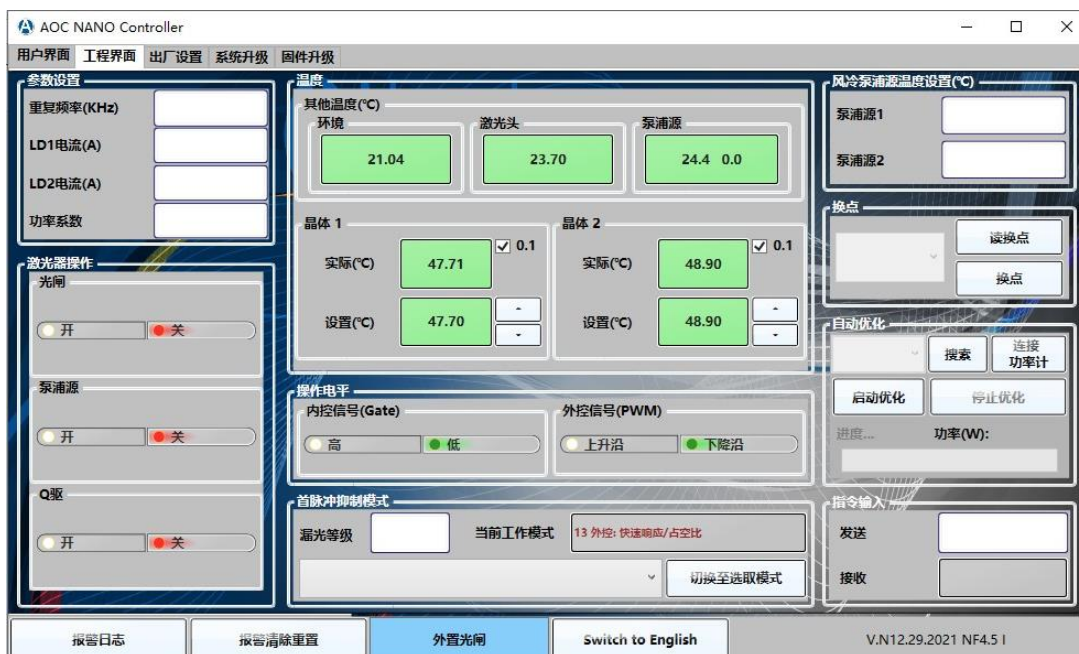 AOC NANO Controller
用户界面 工程界面 出厂设置 系统升级 固件升级
参数设置
重复频率(KHz)
LD1电流(A)
LD2电流(A)
功率系数
激光器操作
光闸
开 关
泵浦源
开 关
Q驱
开 关
温度
其他温度(℃)
环境 激光头 泵浦源
21.04 23.70 24.4 0.0
晶体 1
0.1
实际(℃) 47.71
设置(℃) 47.70
晶体 2
0.1
实际(℃) 48.90
设置(℃) 48.90
操作电平
内控信号(Gate) 外控信号(PWM)
高 低 上升沿 下降沿
首脉冲抑制模式
漏光等级 当前工作模式 13 外控: 快速响应/占空比
切换至选取模式
风冷泵浦源温度设置(℃)
泵浦源1
泵浦源2
换点
读换点
换点
自动优化
搜索 连接
功率计
启动优化 停止优化
进度... 功率(W):
指令输入
发送
接收
报警日志 报警清除重置 外置光闸 Switch to English V.N12.29.2021 NF4.5 I